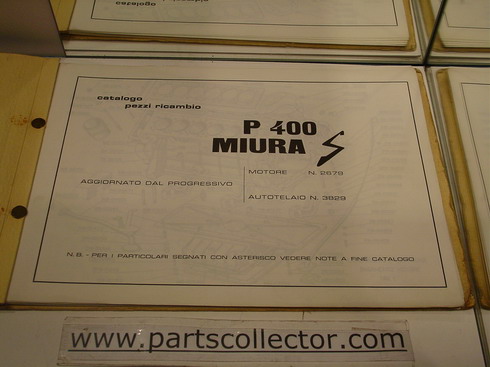 catalogo
pezzi ricambio
P 400
MIURA S
MOTORE N. 2679
AGGIORNATO DAL PROGRESSIVO
AUTOTELAIO N. 3829
N.B. - PER I PARTICOLARI SEGNATI CON ASTERISCO VEDERE NOTE A FINE CATALOGO
www.partscollector.com